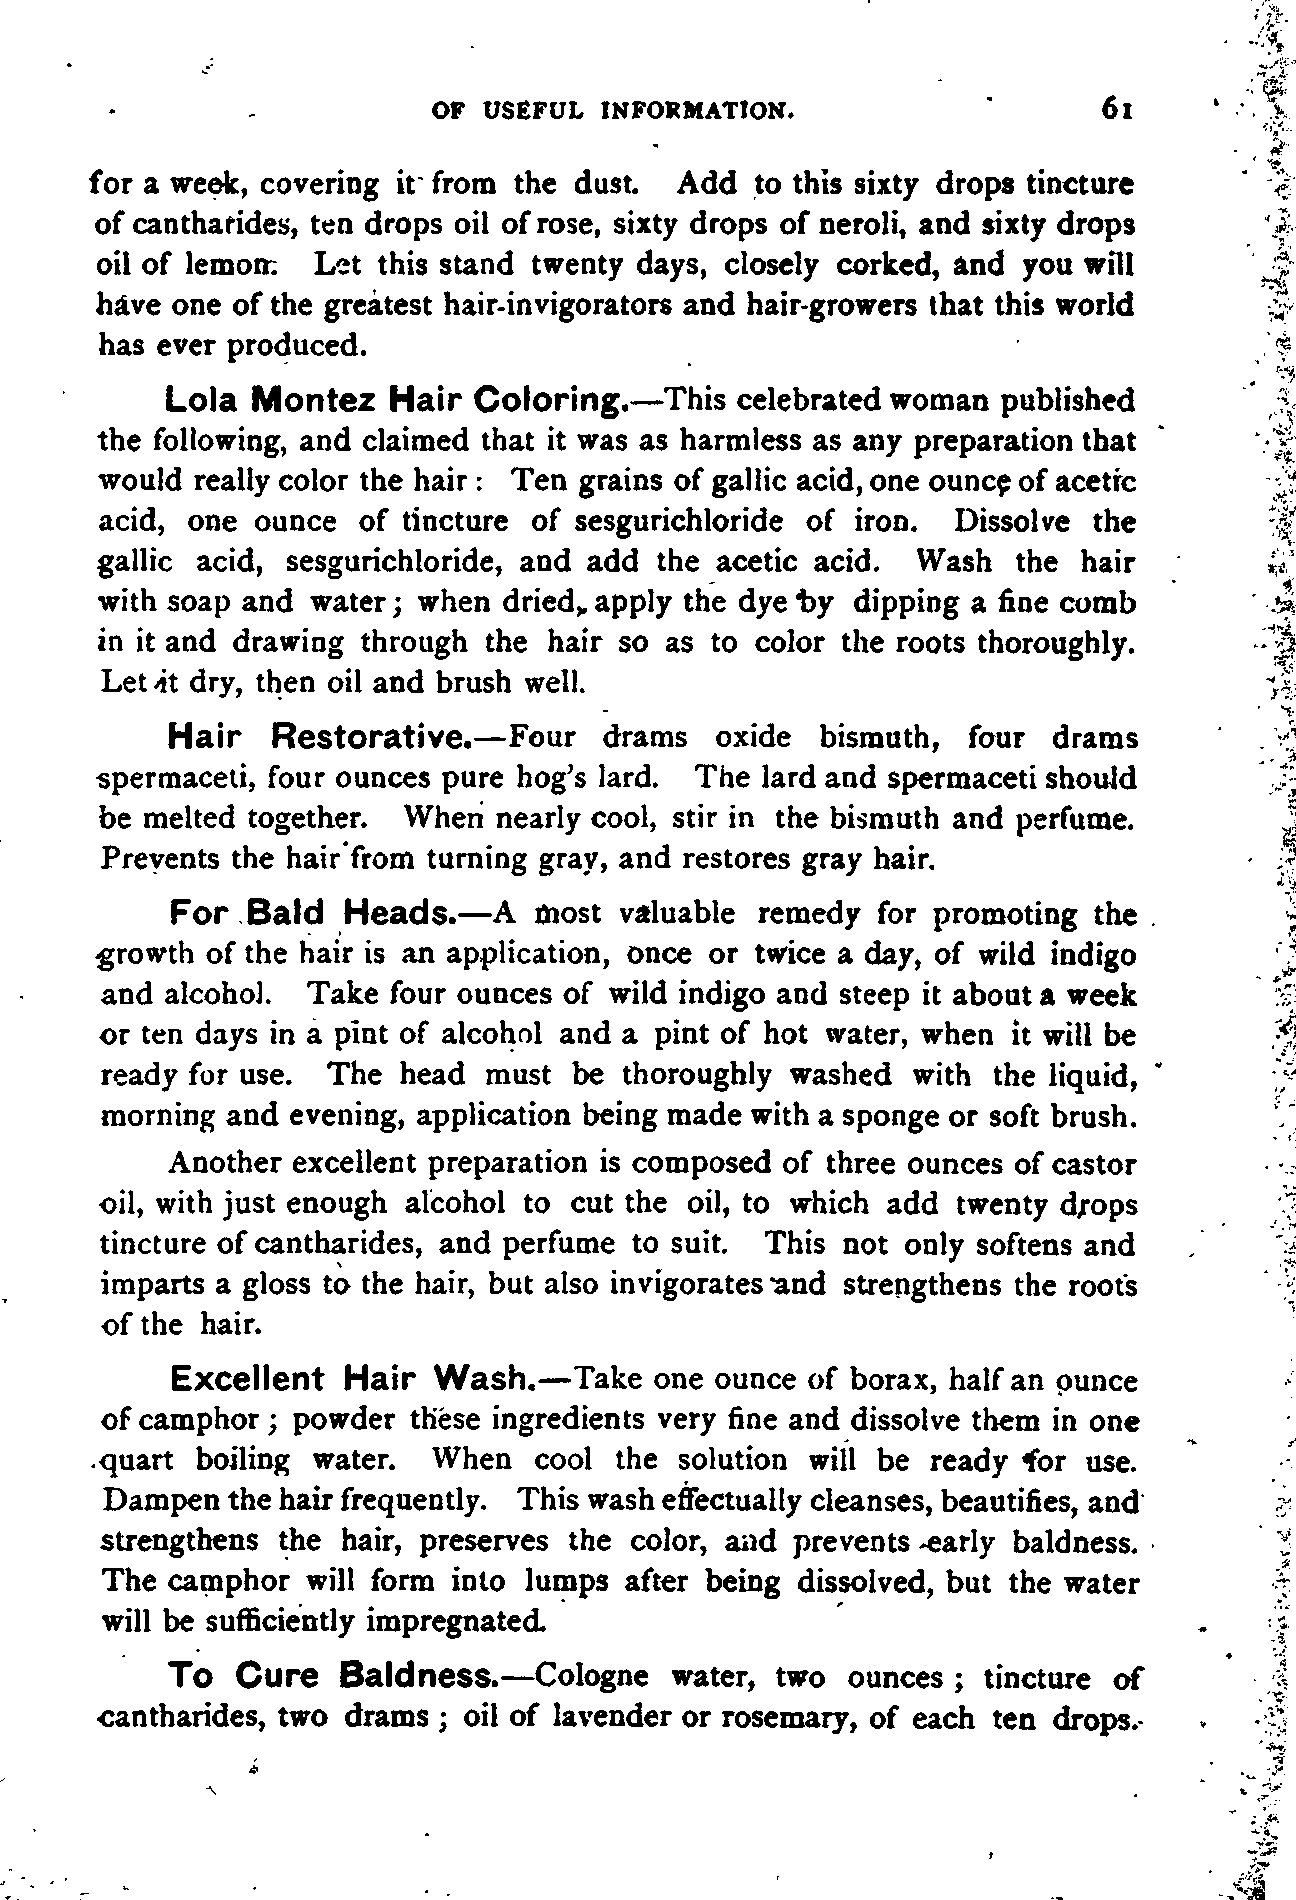 OF USEFUL INFORMATION. 61
for a week, covering it from the dust. Add to this sixty drops tincture
of cantharides, ten drops oil of rose, sixty drops of neroli, and sixty drops
oil of lemon. Let this stand twenty days, closely corked, and you will
have one of the greatest hair-invigorators and hair-growers that this world
has ever produced.
Lola Montez Hair Coloring.—This celebrated woman published
the following, and claimed that it was as harmless as any preparation that
would really color the hair: Ten grains of gallic acid, one ounce of acetic
acid, one ounce of tincture of sesgurichloride of iron. Dissolve the
gallic acid, sesgurichloride, and add the acetic acid. Wash the hair
with soap and water; when dried, apply the dye by dipping a fine comb
in it and drawing through the hair so as to color the roots thoroughly.
Let it dry, then oil and brush well.
Hair Restorative.—Four drams oxide bismuth, four drams
spermaceti, four ounces pure hog's lard. The lard and spermaceti should
be melted together. When nearly cool, stir in the bismuth and perfume.
Prevents the hair from turning gray, and restores gray hair.
For Bald Heads.—A most valuable remedy for promoting the
growth of the hair is an application, once or twice a day, of wild indigo
and alcohol. Take four ounces of wild indigo and steep it about a week
or ten days in a pint of alcohol and a pint of hot water, when it will be
ready for use. The head must be thoroughly washed with the liquid,
morning and evening, application being made with a sponge or soft brush.
Another excellent preparation is composed of three ounces of castor
oil, with just enough alcohol to cut the oil, to which add twenty drops
tincture of cantharides, and perfume to suit. This not only softens and
imparts a gloss to the hair, but also invigorates and strengthens the roots
of the hair.
Excellent Hair Wash.—Take one ounce of borax, half an ounce
of camphor; powder these ingredients very fine and dissolve them in one
quart boiling water. When cool the solution will be ready for use.
Dampen the hair frequently. This wash effectually cleanses, beautifies, and
strengthens the hair, preserves the color, and prevents early baldness.
The camphor will form into lumps after being dissolved, but the water
will be sufficiently impregnated.
To Cure Baldness.—Cologne water, two ounces; tincture of
cantharides, two drams; oil of lavender or rosemary, of each ten drops.